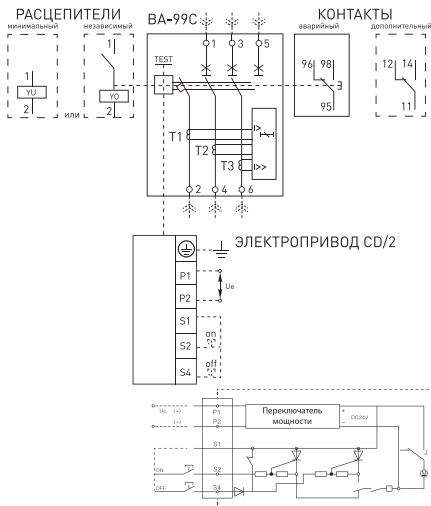 РАСЦЕПИТЕЛИ
минимальный
независимый
ВА-99С
КОНТАКТЫ
аварийный
дополнительный
1
YU
2
или
1
YO
2
TEST
1 3 5
T1
T2
T3
2 4 6
96 98
95
12 14
11
ЭЛЕКТРОПРИВОД CD/2
P1
P2
Ue
S1
S2
on
S4
off
Uc (+)
P1
(-)
P2
Переключатель
мощности
+
DC24V
–
S1
ON
S2
OFF
S4